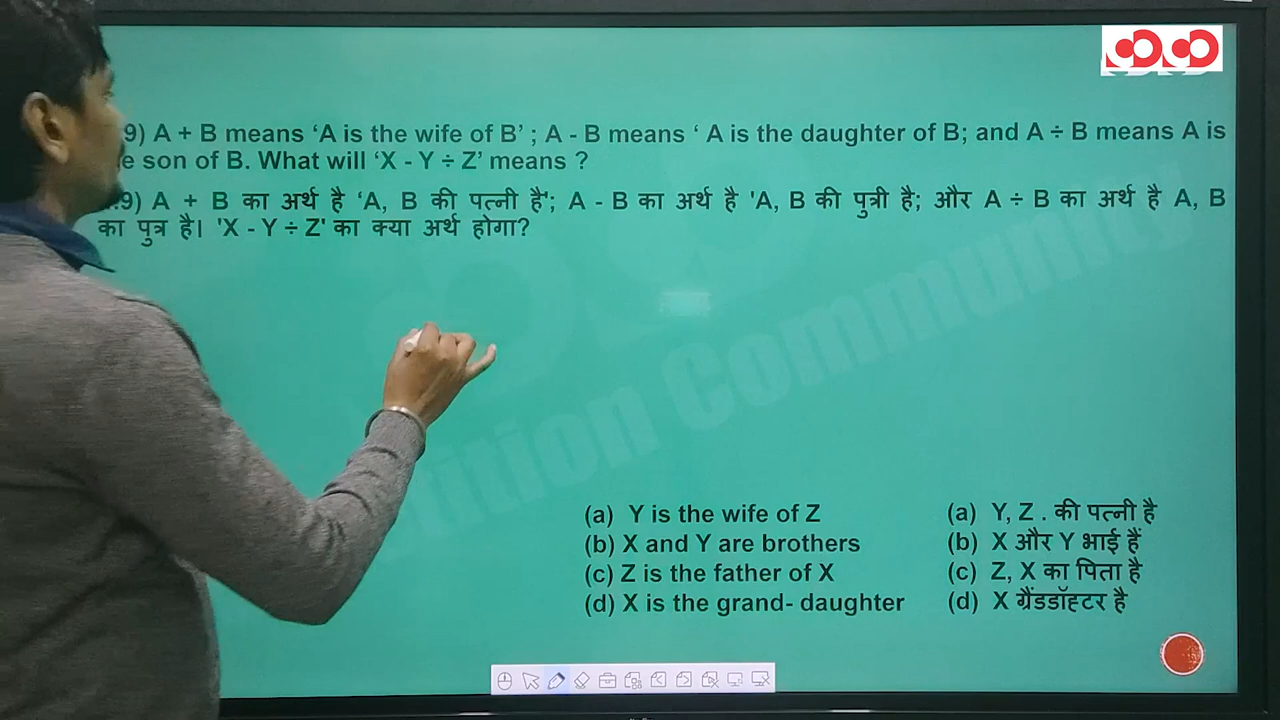 9) A + B means ‘A is the wife of B’ ; A - B means ‘ A is the daughter of B; and A ÷ B means A is
e son of B. What will ‘X - Y ÷ Z’ means ?
.9) A + B का अर्थ है ‘A, B की पत्नी है'; A - B का अर्थ है 'A, B की पुत्री है; और A ÷ B का अर्थ है A, B
का पुत्र है। 'X - Y ÷ Z' का क्या अर्थ होगा?
ution Community
(a) Y is the wife of Z
(b) X and Y are brothers
(c) Z is the father of X
(d) X is the grand- daughter
(a) Y, Z . की पत्नी है
(b) X और Y भाई हैं
(c) Z, X का पिता है
(d) X ग्रैंडडॉह्टर है